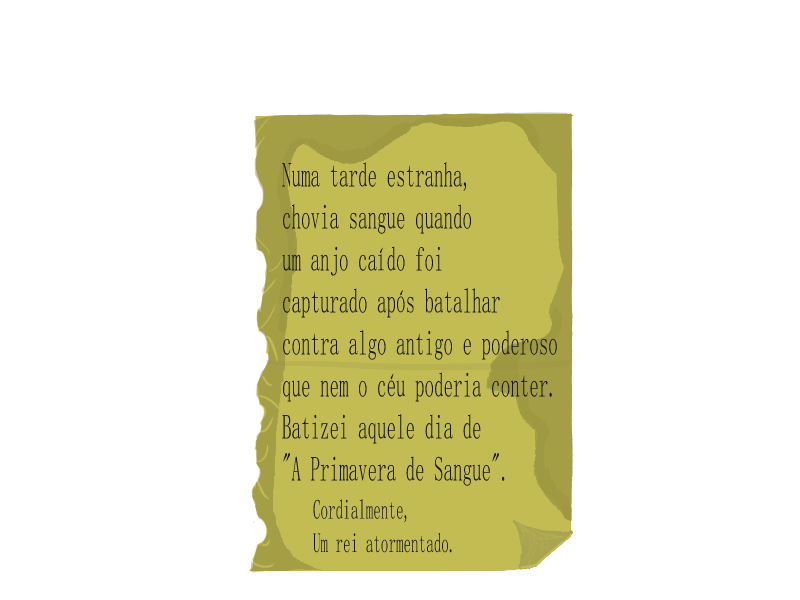 Numa tarde estranha,
chovia sangue quando
um anjo caído foi
capturado após batalhar
contra algo antigo e poderoso
que nem o céu poderia conter.
Batizei aquele dia de
"A Primavera de Sangue".
Cordialmente,
Um rei atormentado.